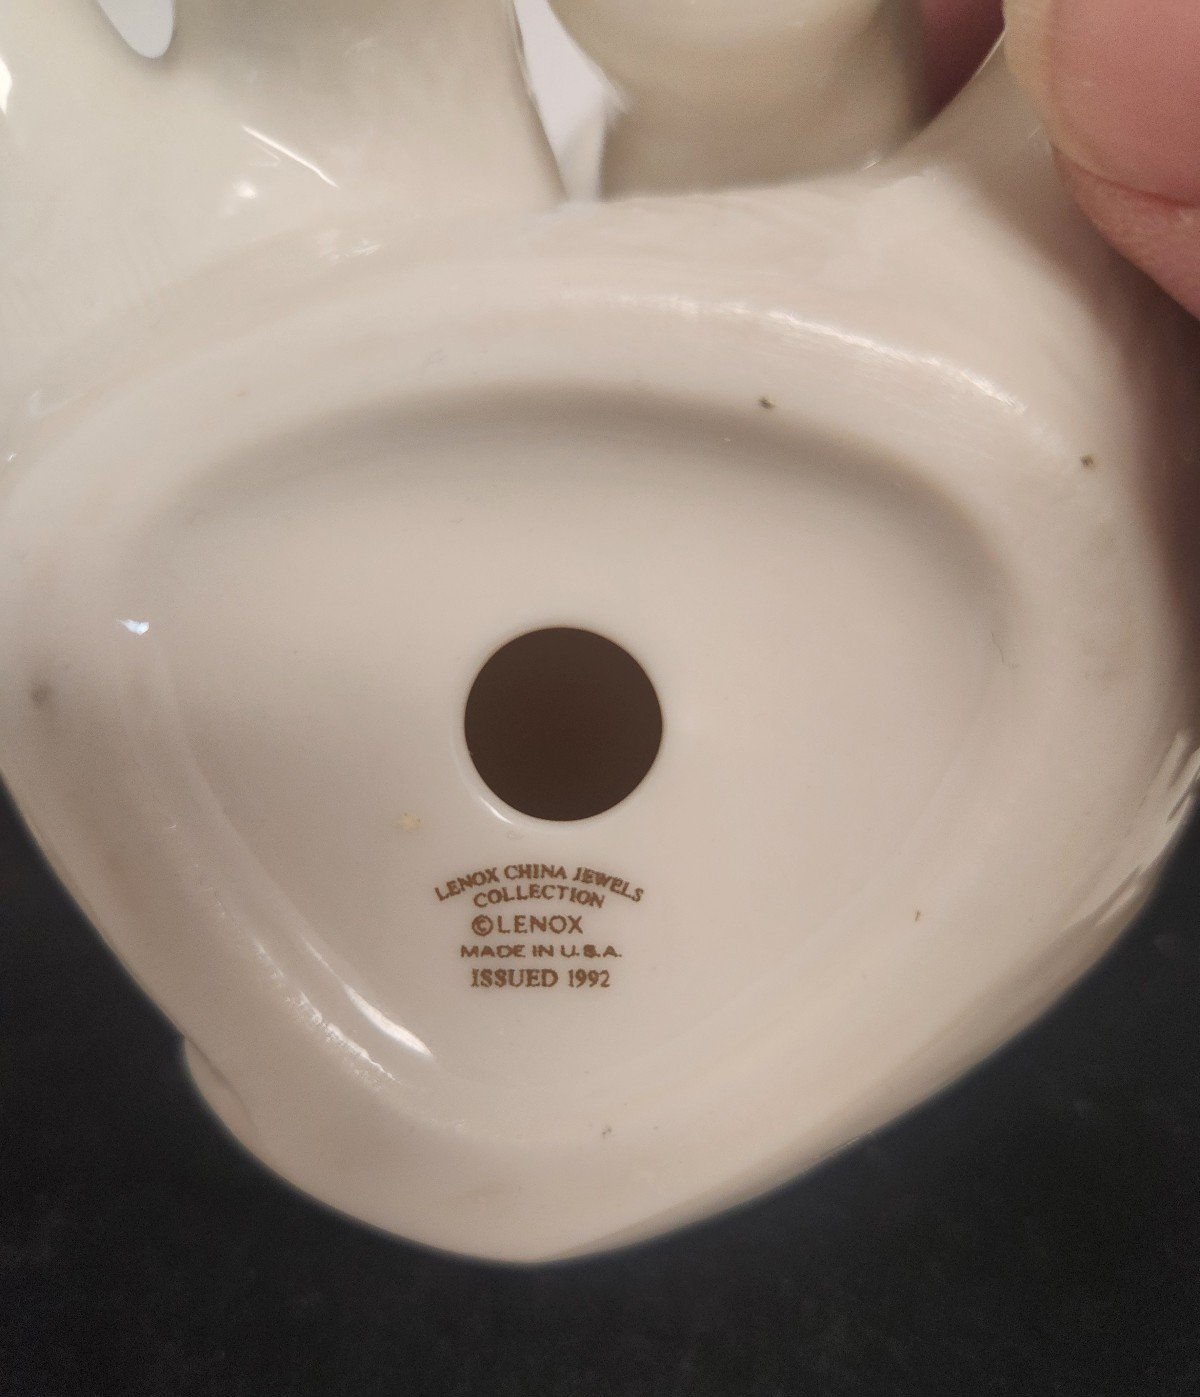 LENOX CHINA JEWELS
COLLECTION
©LENOX
MADE IN U.S.A.
ISSUED 1992